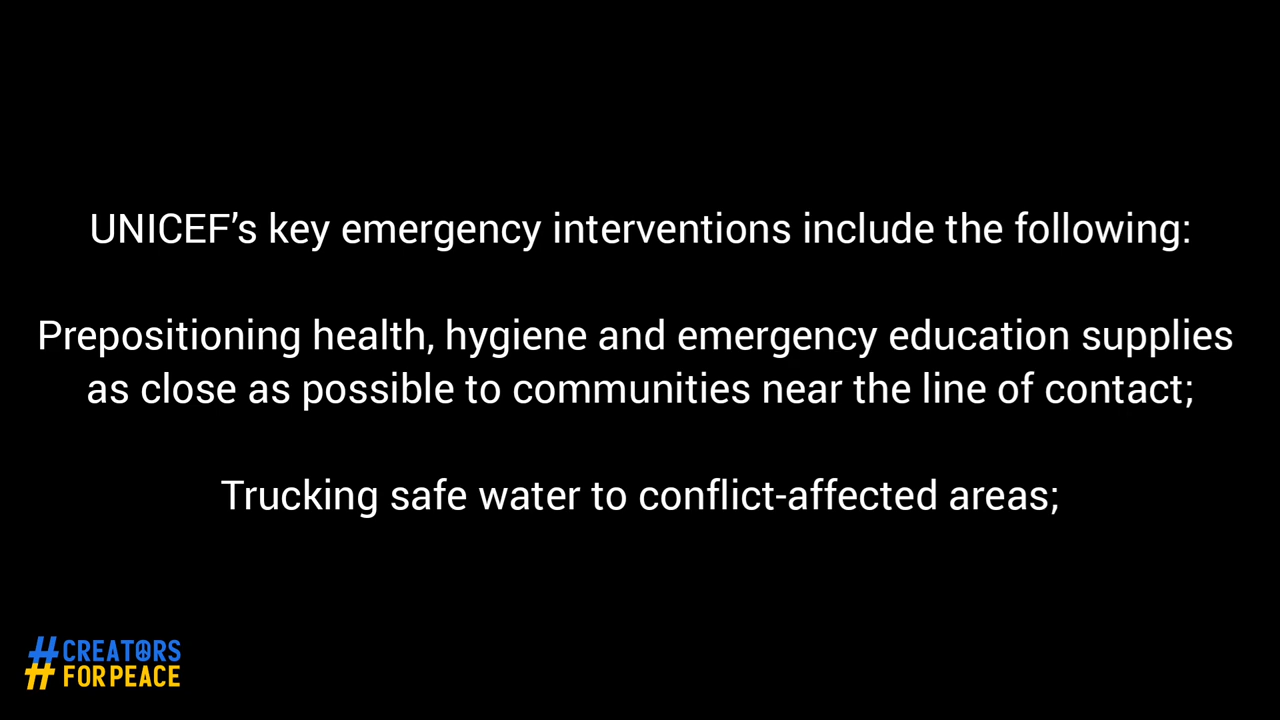 UNICEF’s key emergency interventions include the following:
Prepositioning health, hygiene and emergency education supplies
as close as possible to communities near the line of contact;
Trucking safe water to conflict-affected areas;
#CREATORS
FORPEACE